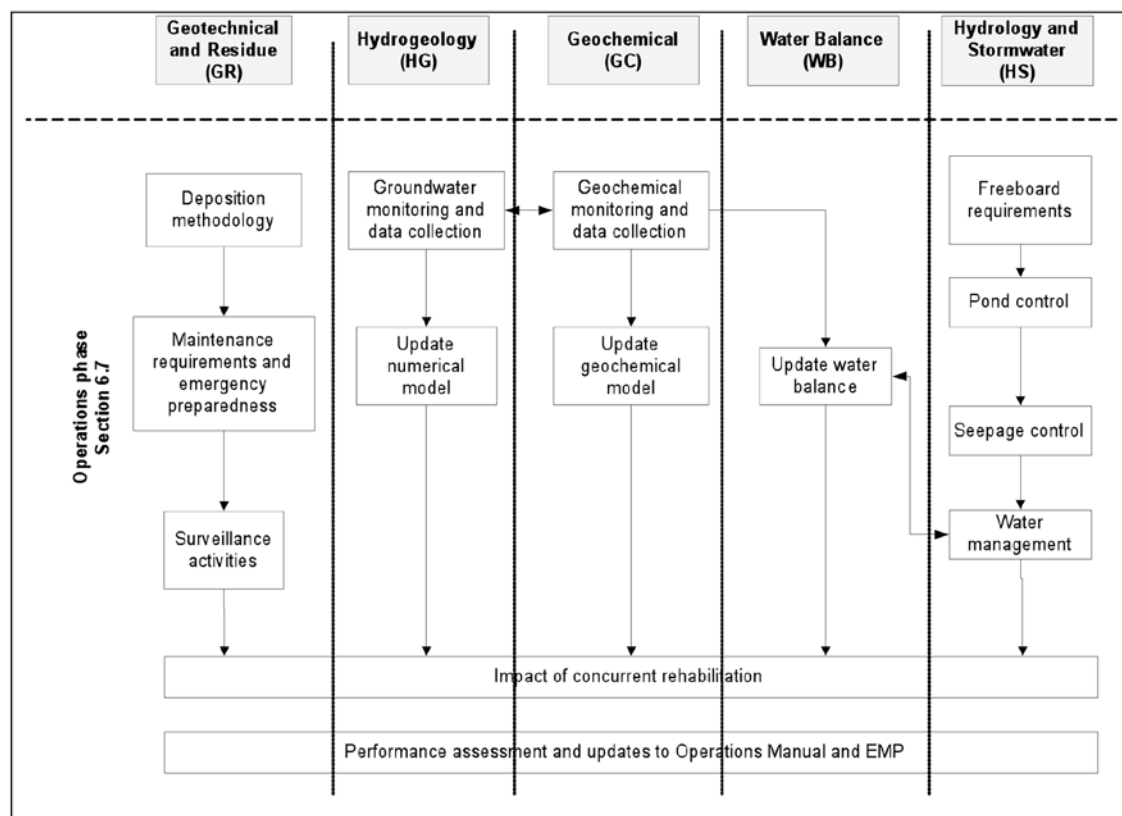 Geotechnical
and Residue
(GR)
Hydrogeology
(HG)
Geochemical
(GC)
Water Balance
(WB)
Hydrology and
Stormwater
(HS)
Operations phase
Section 6.7
Deposition
methodology
Maintenance
requirements and
emergency
preparedness
Surveillance
activities
Groundwater
monitoring and
data collection
Update
numerical
model
Geochemical
monitoring and
data collection
Update
geochemical
model
Update water
balance
Freeboard
requirements
Pond control
Seepage control
Water
management
Impact of concurrent rehabilitation
Performance assessment and updates to Operations Manual and EMP